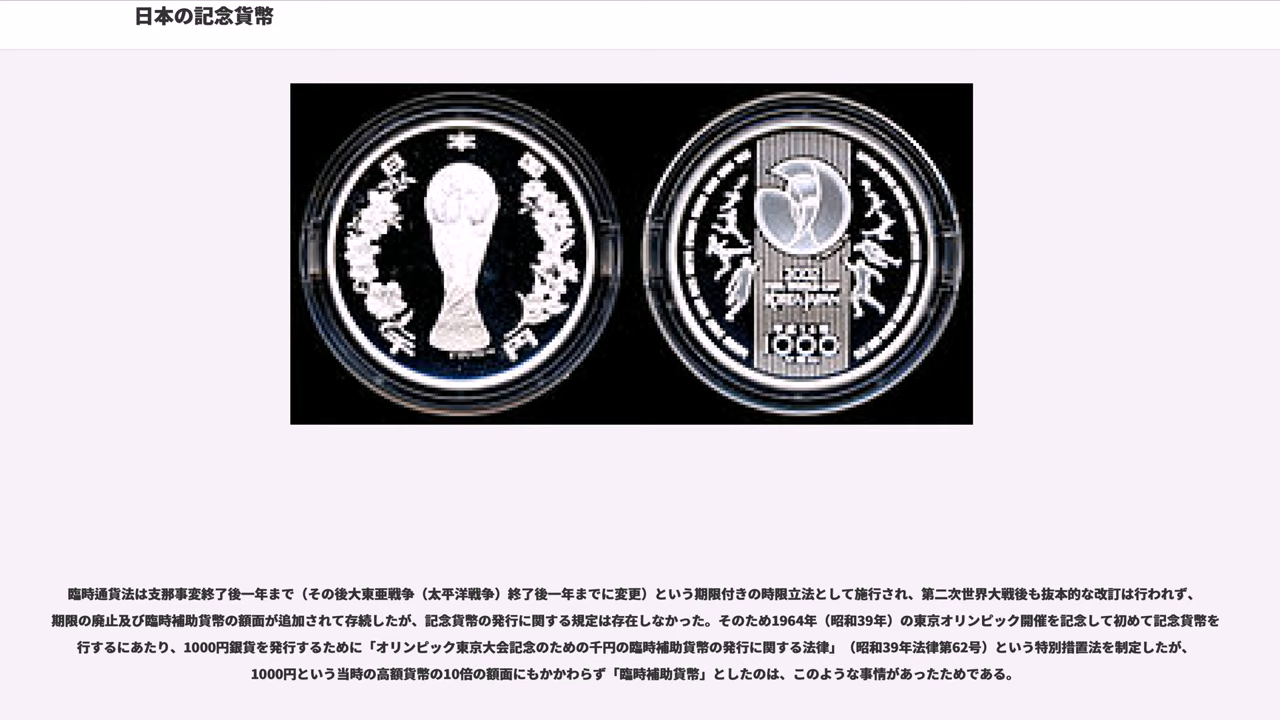 日本の記念貨幣
日 本 国
千 円
2002
FIFA WORLD CUP
KOREA JAPAN
平成14年
1000
臨時通貨法は支那事変終了後一年まで（その後大東亜戦争（太平洋戦争）終了後一年までに変更）という期限付きの時限立法として施行され、第二次世界大戦後も抜本的な改訂は行われず、
期限の廃止及び臨時補助貨幣の額面が追加されて存続したが、記念貨幣の発行に関する規定は存在しなかった。そのため1964年（昭和39年）の東京オリンピック開催を記念して初めて記念貨幣を
行するにあたり、1000円銀貨を発行するために「オリンピック東京大会記念のための千円の臨時補助貨幣の発行に関する法律」（昭和39年法律第62号）という特別措置法を制定したが、
1000円という当時の高額貨幣の10倍の額面にもかかわらず「臨時補助貨幣」としたのは、このような事情があったためである。